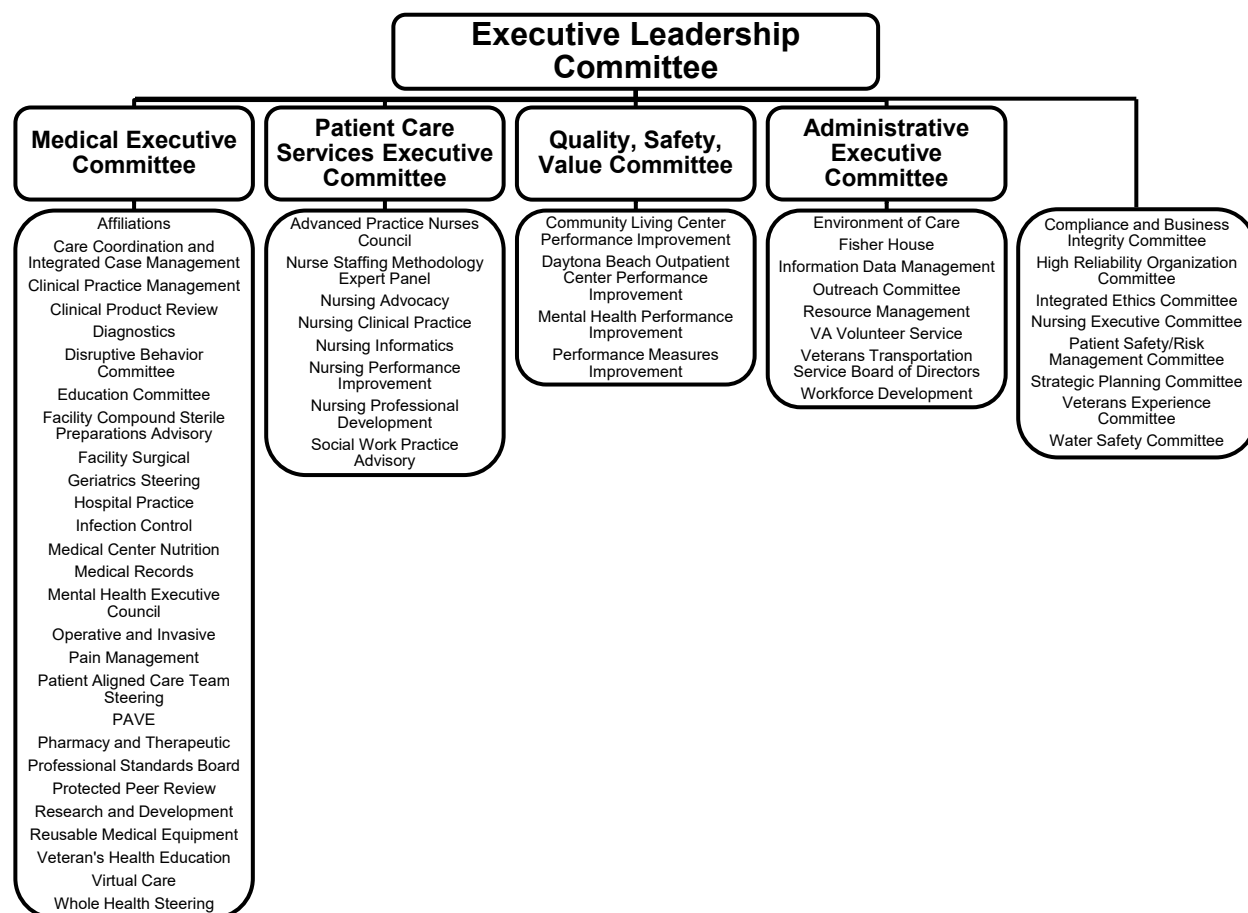 Executive Leadership
Committee
Medical Executive
Committee
Affiliations
Care Coordination and
Integrated Case Management
Clinical Practice Management
Clinical Product Review
Diagnostics
Disruptive Behavior
Committee
Education Committee
Facility Compound Sterile
Preparations Advisory
Facility Surgical
Geriatrics Steering
Hospital Practice
Infection Control
Medical Center Nutrition
Medical Records
Mental Health Executive
Council
Operative and Invasive
Pain Management
Patient Aligned Care Team
Steering
PAVE
Pharmacy and Therapeutic
Professional Standards Board
Protected Peer Review
Research and Development
Reusable Medical Equipment
Veteran's Health Education
Virtual Care
Whole Health Steering
Patient Care
Services Executive
Committee
Advanced Practice Nurses
Council
Nurse Staffing Methodology
Expert Panel
Nursing Advocacy
Nursing Clinical Practice
Nursing Informatics
Nursing Performance
Improvement
Nursing Professional
Development
Social Work Practice
Advisory
Quality, Safety,
Value Committee
Community Living Center
Performance Improvement
Daytona Beach Outpatient
Center Performance
Improvement
Mental Health Performance
Improvement
Performance Measures
Improvement
Administrative
Executive
Committee
Environment of Care
Fisher House
Information Data Management
Outreach Committee
Resource Management
VA Volunteer Service
Veterans Transportation
Service Board of Directors
Workforce Development
Compliance and Business
Integrity Committee
High Reliability Organization
Committee
Integrated Ethics Committee
Nursing Executive Committee
Patient Safety/Risk
Management Committee
Strategic Planning Committee
Veterans Experience
Committee
Water Safety Committee